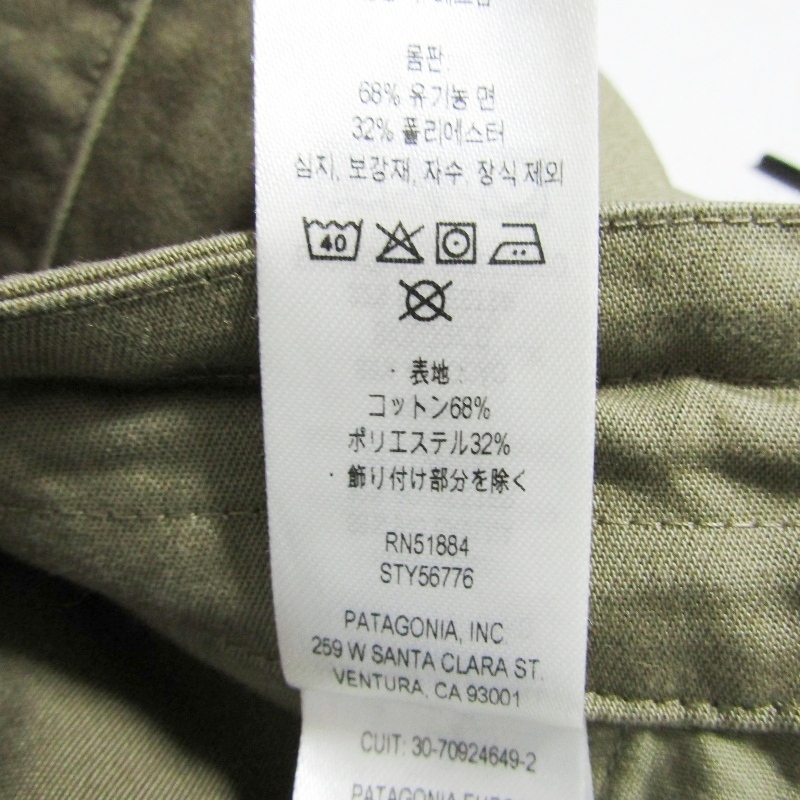 몸판:
68% 유기농 면
32% 폴리에스터
심지, 보강재, 자수, 장식 제외
40
· 表地 :
コットン68%
ポリエステル32%
· 飾り付け部分を除く
RN51884
STY56776
PATAGONIA, INC.
259 W SANTA CLARA ST.
VENTURA, CA 93001
CUIT: 30-70924649-2
PATAGONIA